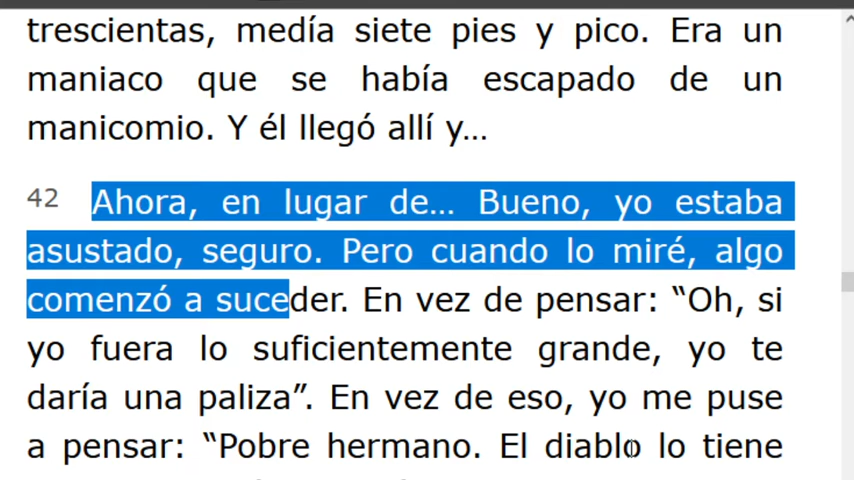 trescientas, medía siete pies y pico. Era un
maniaco que se había escapado de un
manicomio. Y él llegó allí y…
42 Ahora, en lugar de… Bueno, yo estaba
asustado, seguro. Pero cuando lo miré, algo
comenzó a suceder. En vez de pensar: “Oh, si
yo fuera lo suficientemente grande, yo te
daría una paliza”. En vez de eso, yo me puse
a pensar: “Pobre hermano. El diablo lo tiene